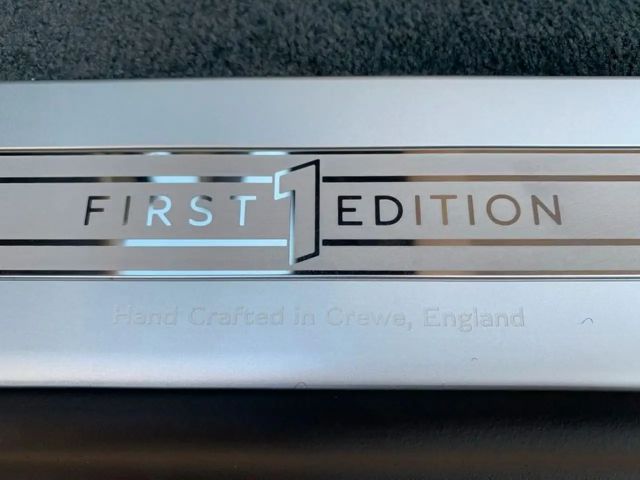 FIRST 1 EDITION
Hand Crafted in Crewe, England